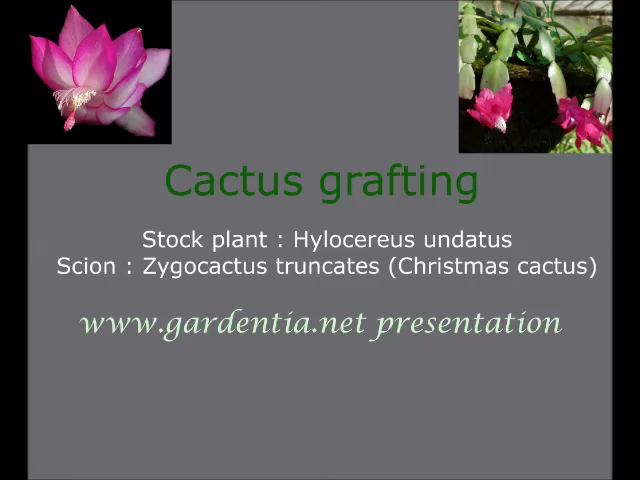 Cactus grafting
Stock plant : Hylocereus undatus
Scion : Zygocactus truncates (Christmas cactus)
www.gardentia.net presentation